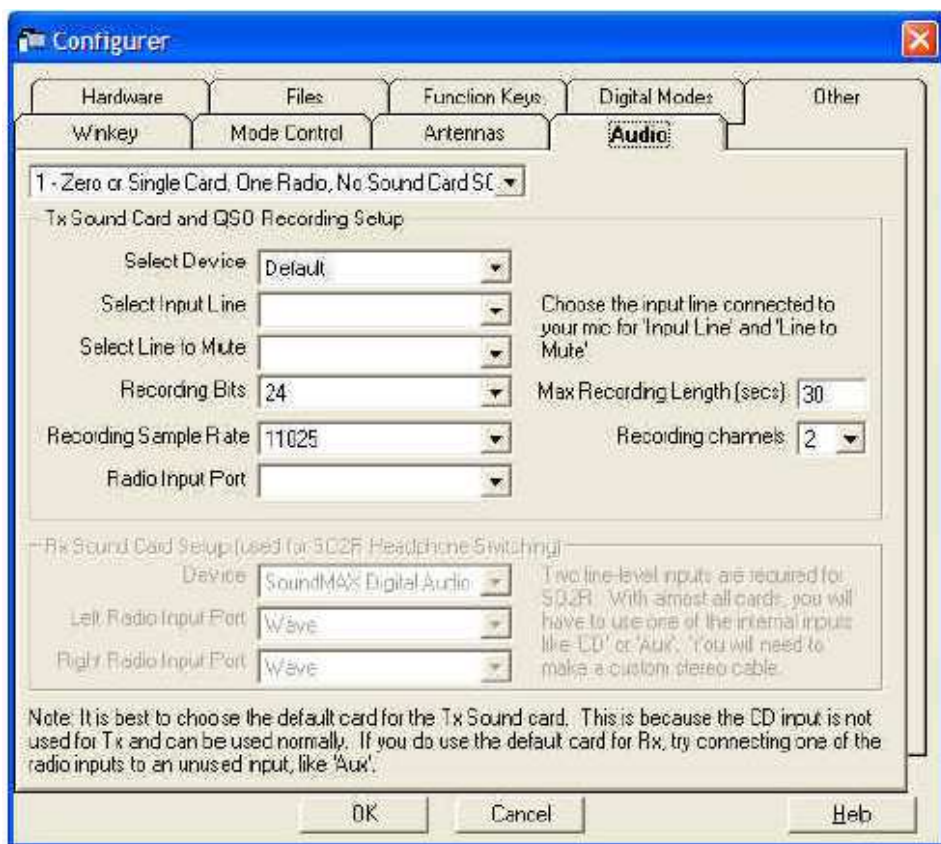 Configurer
Hardware Files Function Keys Digital Modes Other
Winkey Mode Control Antennas Audio
1 - Zero or Single Card, One Radio, No Sound Card SO
Tx Sound Card and QSO Recording Setup
Select Device Default
Select Input Line
Select Line to Mute
Choose the input line connected to
your mic for 'Input Line' and 'Line to
Mute'
Recording Bits 24 Max Recording Length (secs) 30
Recording Sample Rate 11025 Recording channels 2
Radio Input Port
Rx Sound Card Setup (used for SO2R Headphone Switching)
Device SoundMAX Digital Audio
Left Radio Input Port Wave
Right Radio Input Port Wave
Two line-level inputs are required for
SO2R. With almost all cards, you will
have to use one of the internal inputs
like 'CD' or 'Aux'. You will need to
make a custom stereo cable.
Note: It is best to choose the default card for the Tx Sound card. This is because the CD input is not
used for Tx and can be used normally. If you do use the default card for Rx, try connecting one of the
radio inputs to an unused input, like 'Aux'.
OK Cancel Help